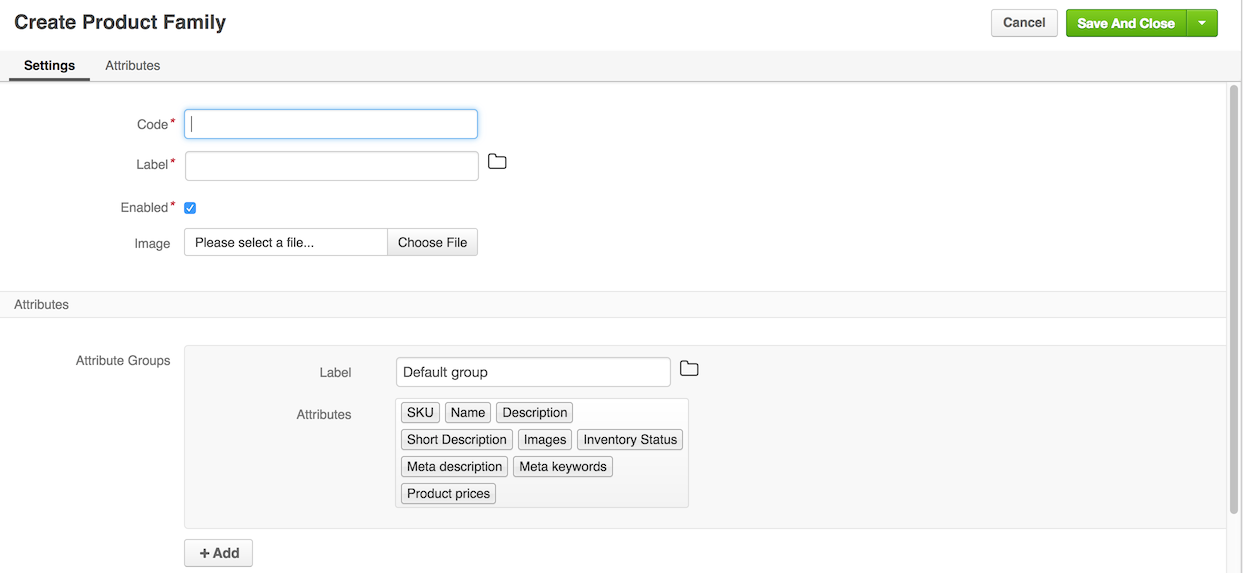 Create Product Family
Cancel
Save And Close
Settings Attributes
Code*
Label*
Enabled*
Image Please select a file... Choose File
Attributes
Attribute Groups
Label Default group
Attributes SKU Name Description
Short Description Images Inventory Status
Meta description Meta keywords
Product prices
+ Add